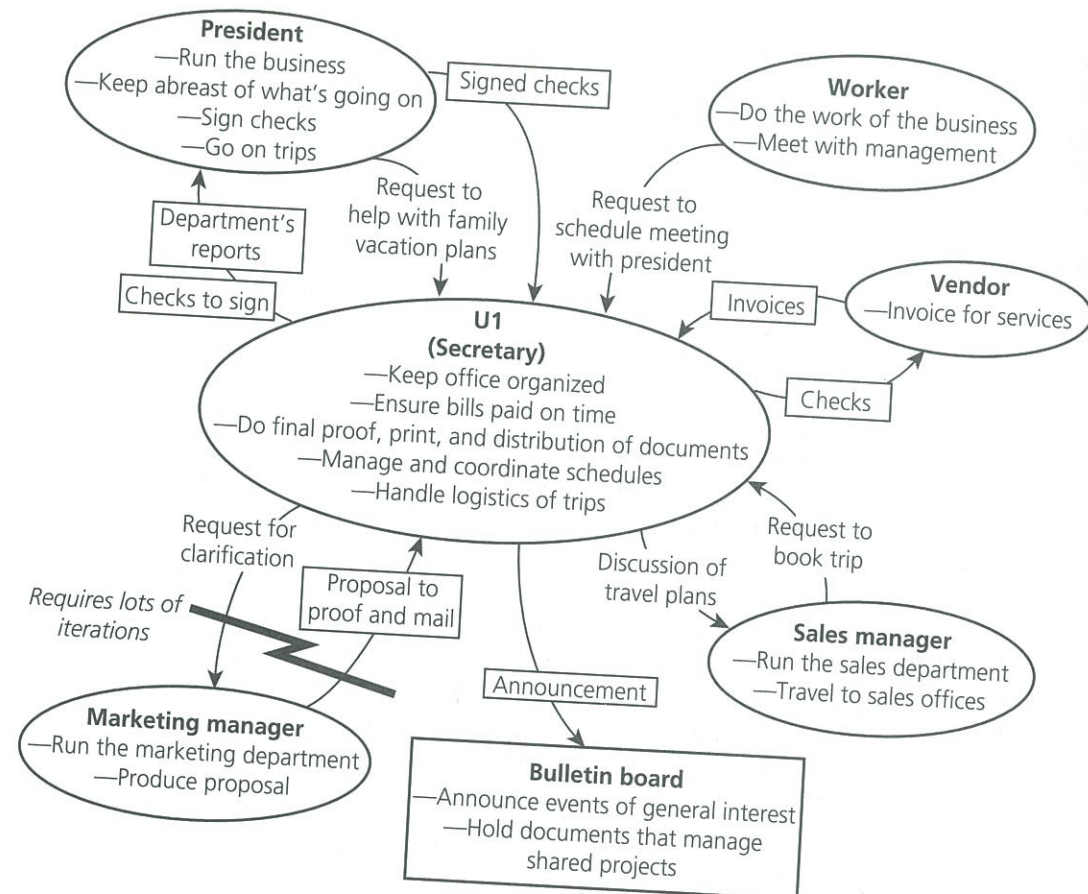 President
—Run the business
—Keep abreast of what's going on
—Sign checks
—Go on trips
Signed checks
Worker
—Do the work of the business
—Meet with management
Department's
reports
Checks to sign
Request to
help with family
vacation plans
Request to
schedule meeting
with president
Invoices
Vendor
—Invoice for services
Checks
U1
(Secretary)
—Keep office organized
—Ensure bills paid on time
—Do final proof, print, and distribution of documents
—Manage and coordinate schedules
—Handle logistics of trips
Request for
clarification
Requires lots of
iterations
Proposal to
proof and mail
Discussion of
travel plans
Request to
book trip
Sales manager
—Run the sales department
—Travel to sales offices
Announcement
Marketing manager
—Run the marketing department
—Produce proposal
Bulletin board
—Announce events of general interest
—Hold documents that manage
shared projects